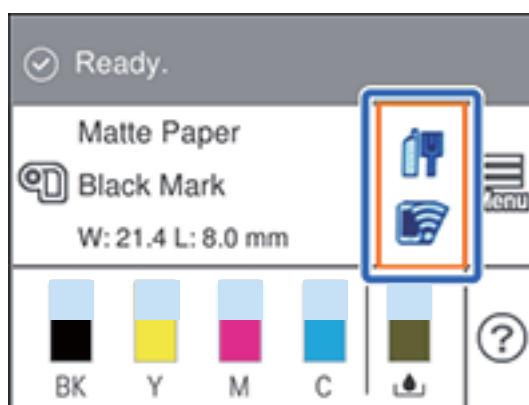 Ready.
Matte Paper
Black Mark
W: 21.4 L: 8.0 mm
Menu
BK Y M C
?